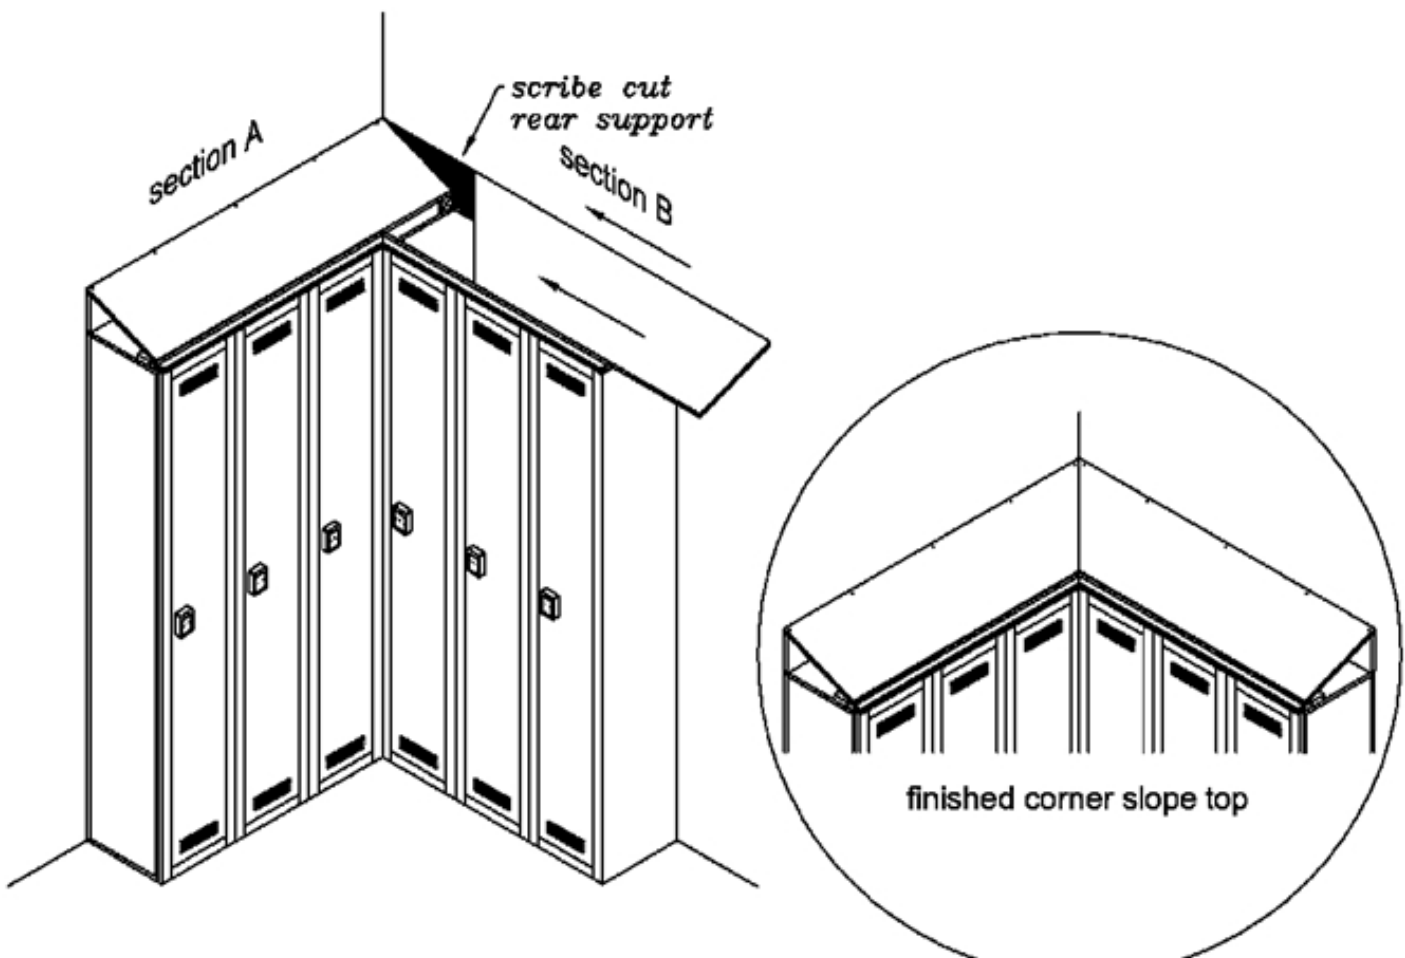 section A
scribe cut
rear support
section B
finished corner slope top